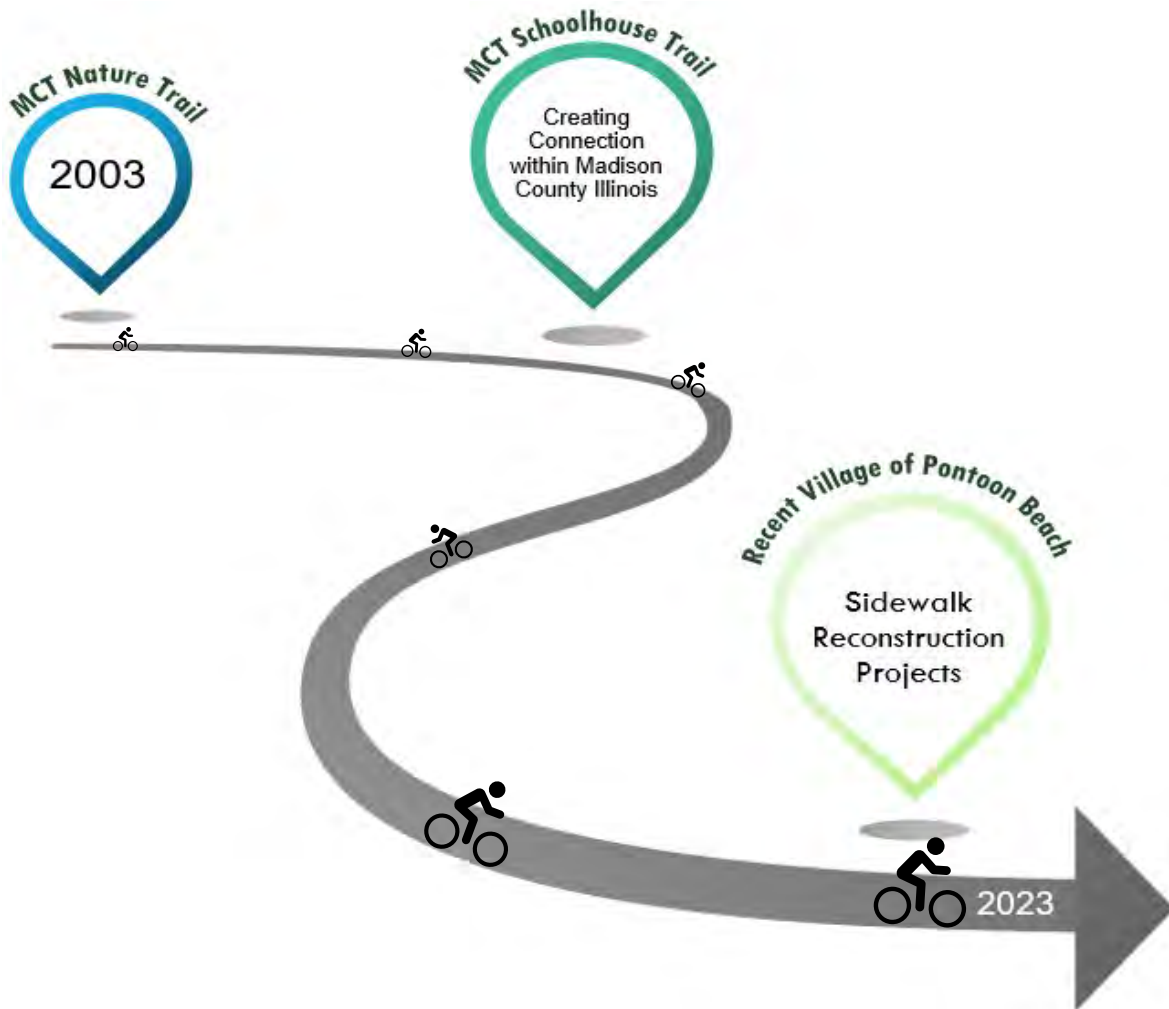 MCT Nature Trail
2003
MCT Schoolhouse Trail
Creating
Connection
within Madison
County Illinois
Recent Village of Pontoon Beach
Sidewalk
Reconstruction
Projects
2023